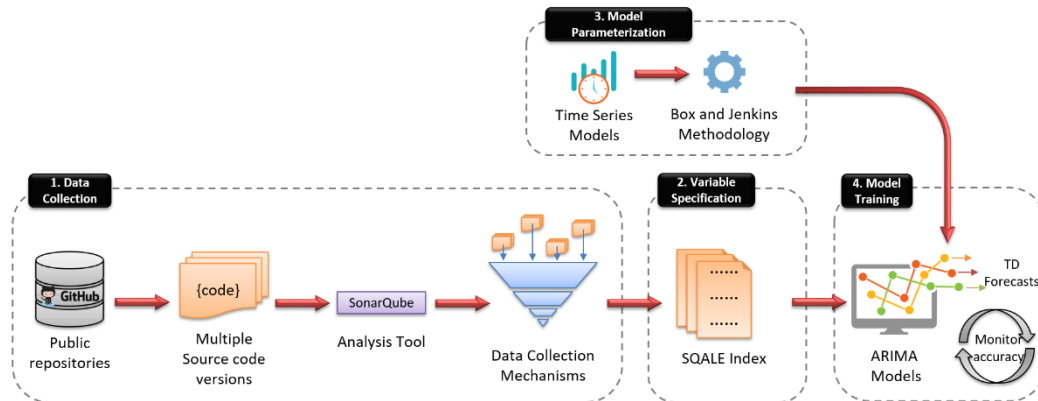 3. Model
Parameterization
Time Series
Models
Box and Jenkins
Methodology
1. Data
Collection
GitHub
Public
repositories
{code}
Multiple
Source code
versions
SonarQube
Analysis Tool
Data Collection
Mechanisms
2. Variable
Specification
......
......
......
SQALE Index
4. Model
Training
TD
Forecasts
ARIMA
Models
Monitor
accuracy